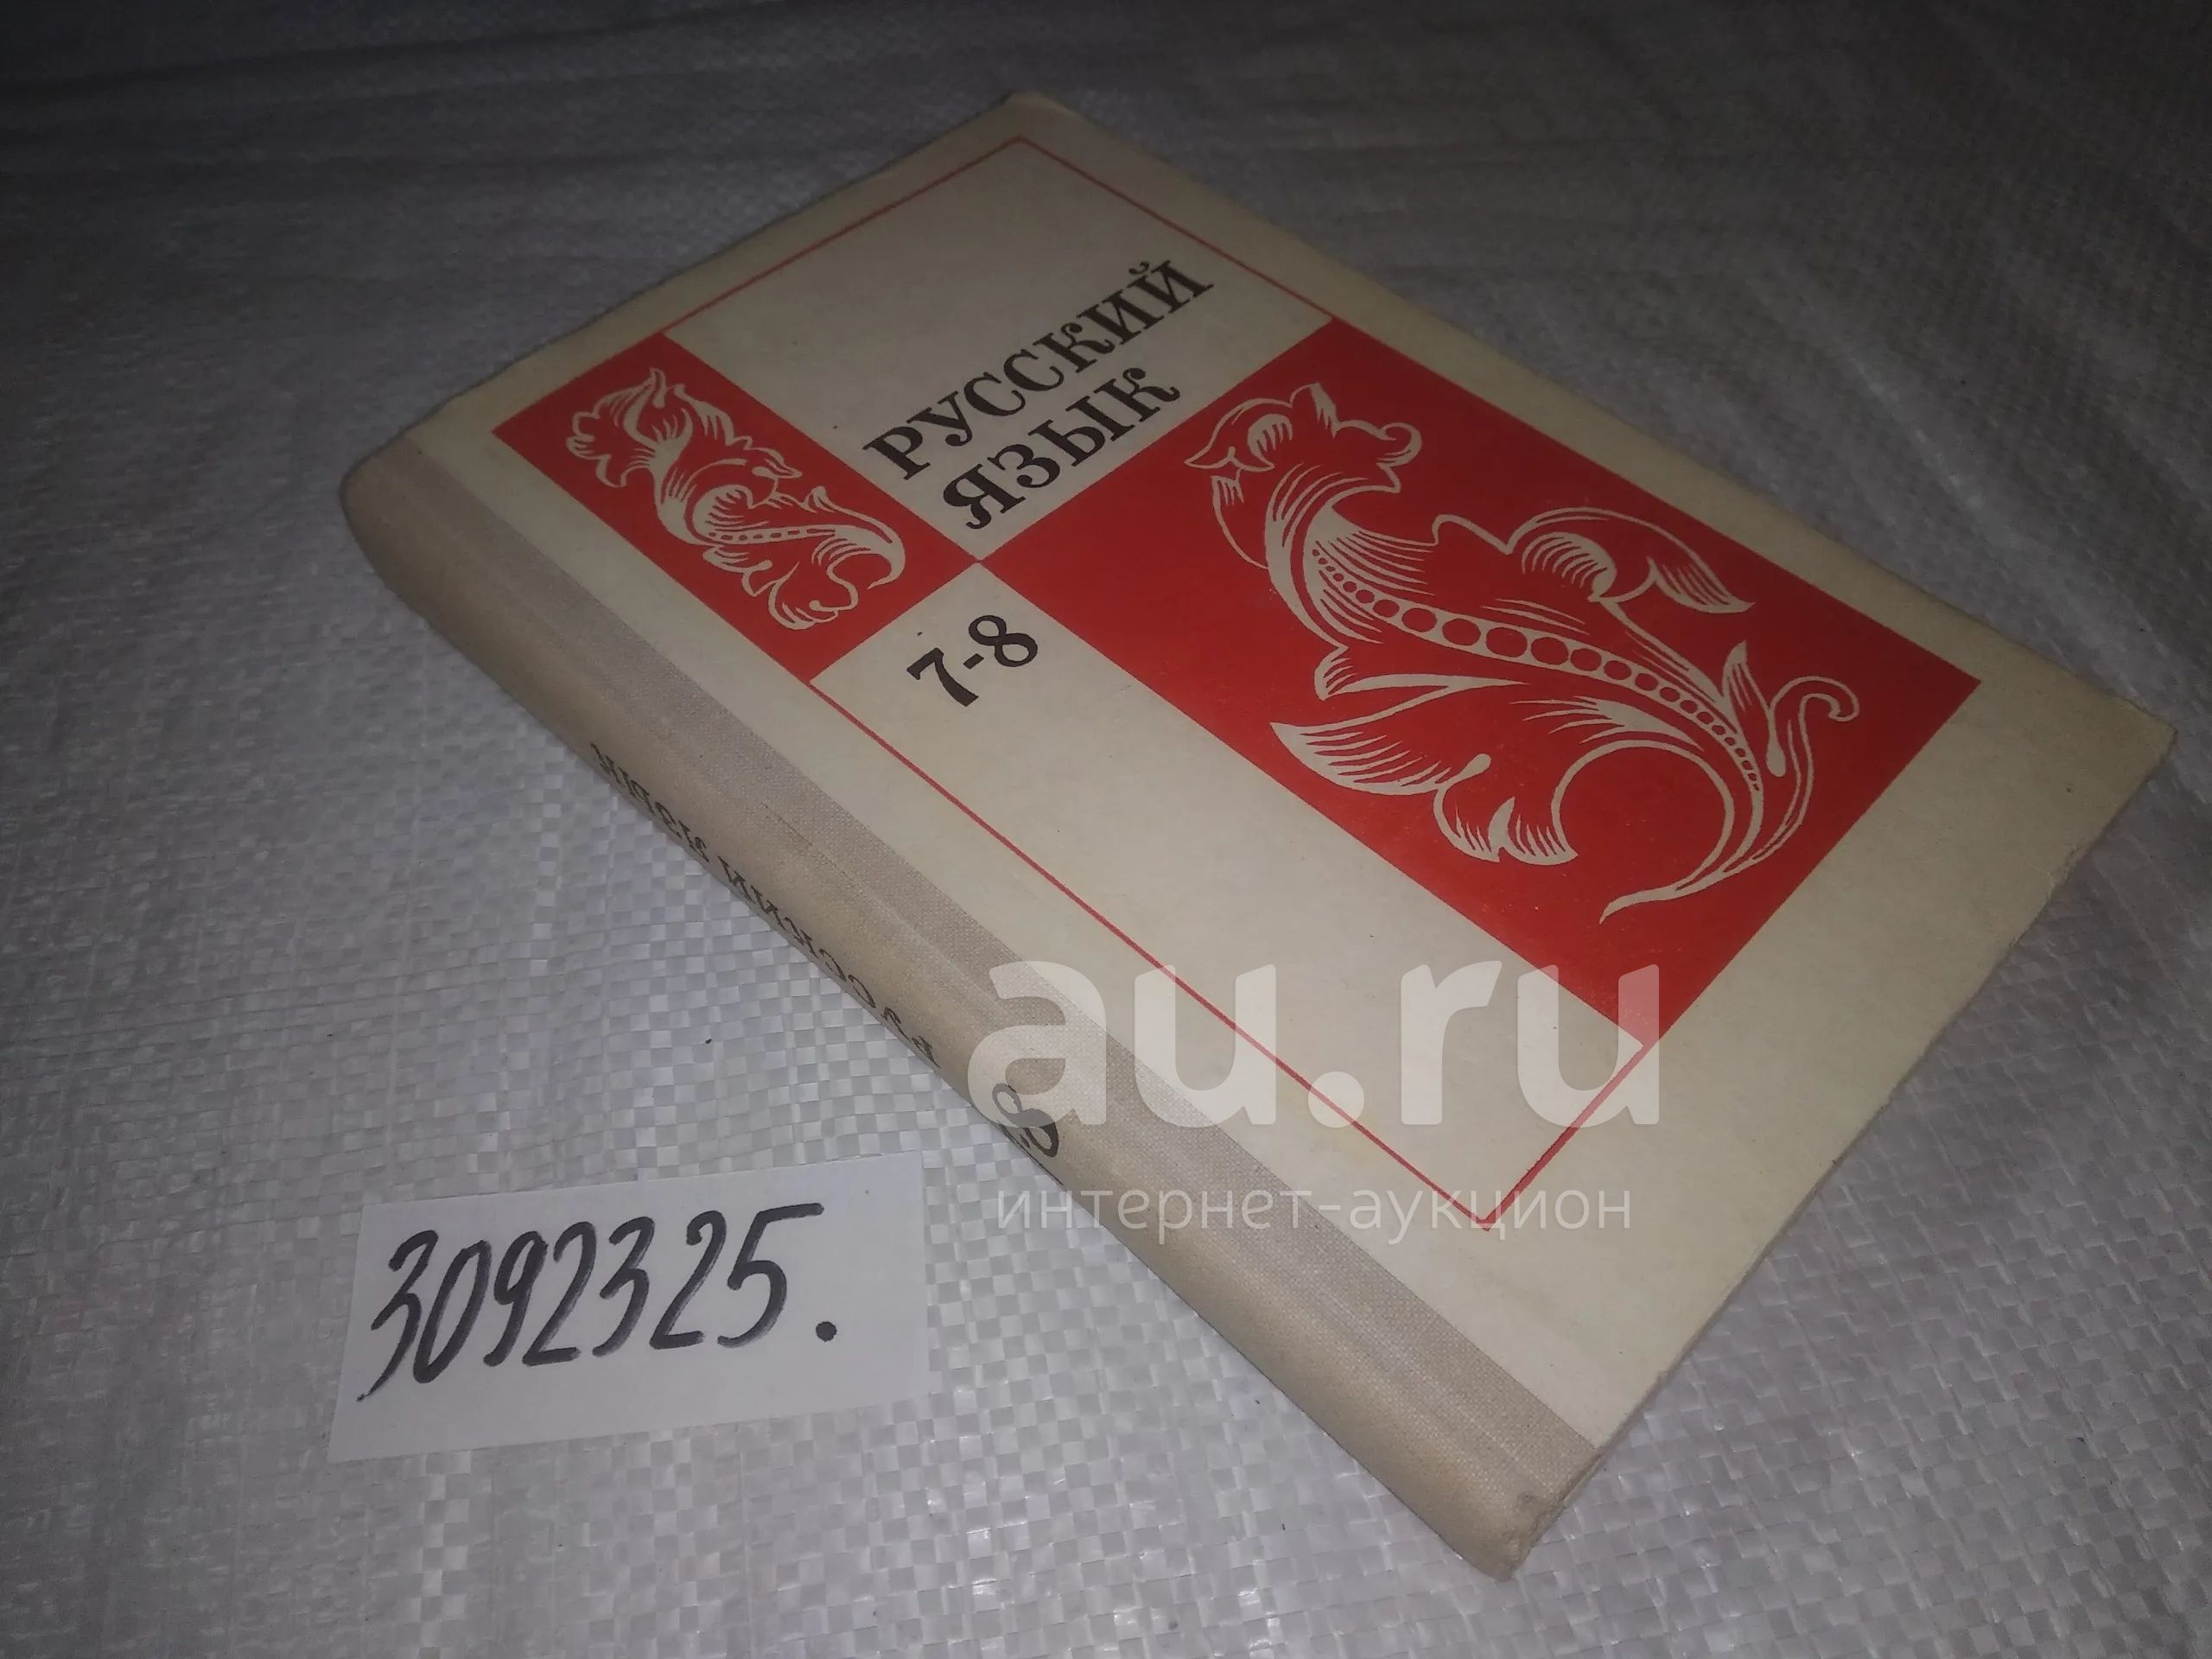 РУССКИЙ
ЯЗЫК
7-8
РУССКИЙ ЯЗЫК
au.ru
интернет-аукцион
3092325.